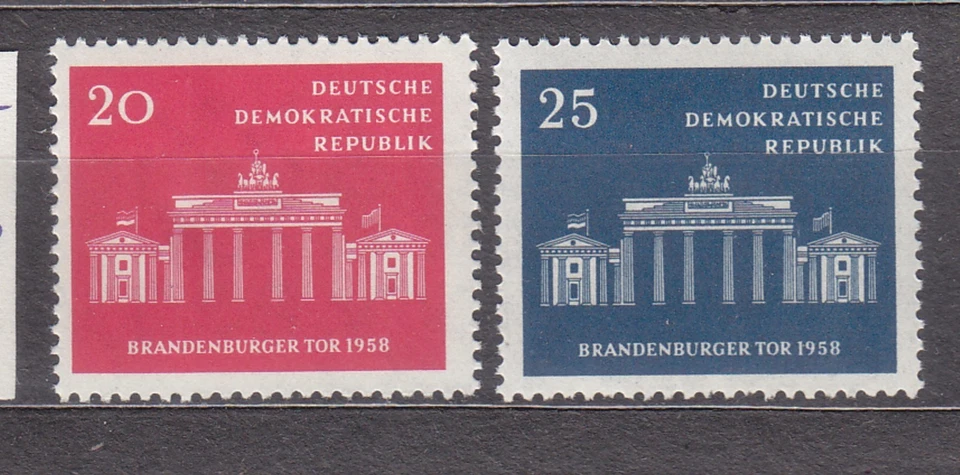 20
DEUTSCHE
DEMOKRATISCHE
REPUBLIK
BRANDENBURGER TOR 1958
25
DEUTSCHE
DEMOKRATISCHE
REPUBLIK
BRANDENBURGER TOR 1958